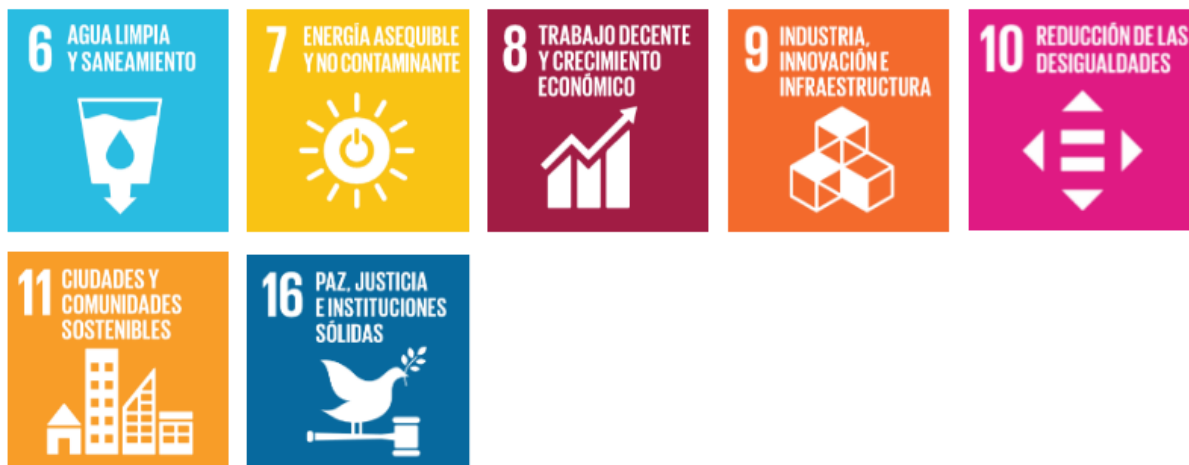 6 AGUA LIMPIA
Y SANEAMIENTO
7 ENERGÍA ASEQUIBLE
Y NO CONTAMINANTE
8 TRABAJO DECENTE
Y CRECIMIENTO
ECONÓMICO
9 INDUSTRIA,
INNOVACIÓN E
INFRAESTRUCTURA
10 REDUCCIÓN DE LAS
DESIGUALDADES
11 CIUDADES Y
COMUNIDADES
SOSTENIBLES
16 PAZ, JUSTICIA
E INSTITUCIONES
SÓLIDAS